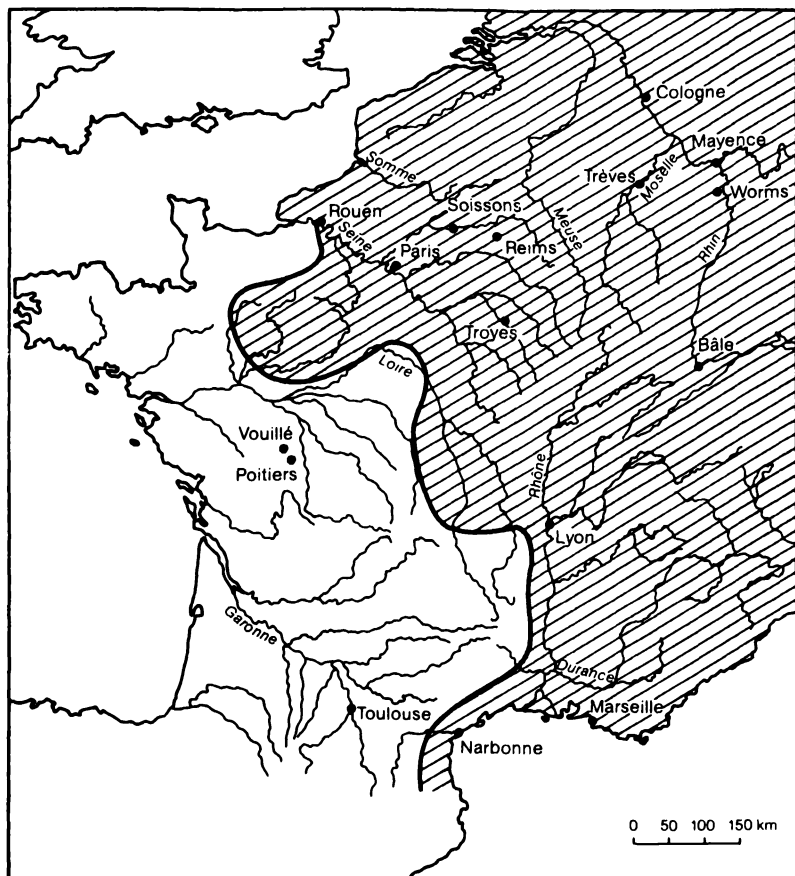 Cologne
Mayence
Somme
Trèves
Moselle
Worms
Soissons
Rouen
Seine
Meuse
Reims
Rhin
Paris
Troyes
Loire
Bâle
Vouillé
Poitiers
Rhône
Lyon
Garonne
Durance
Toulouse
Marseille
Narbonne
0 50 100 150 km